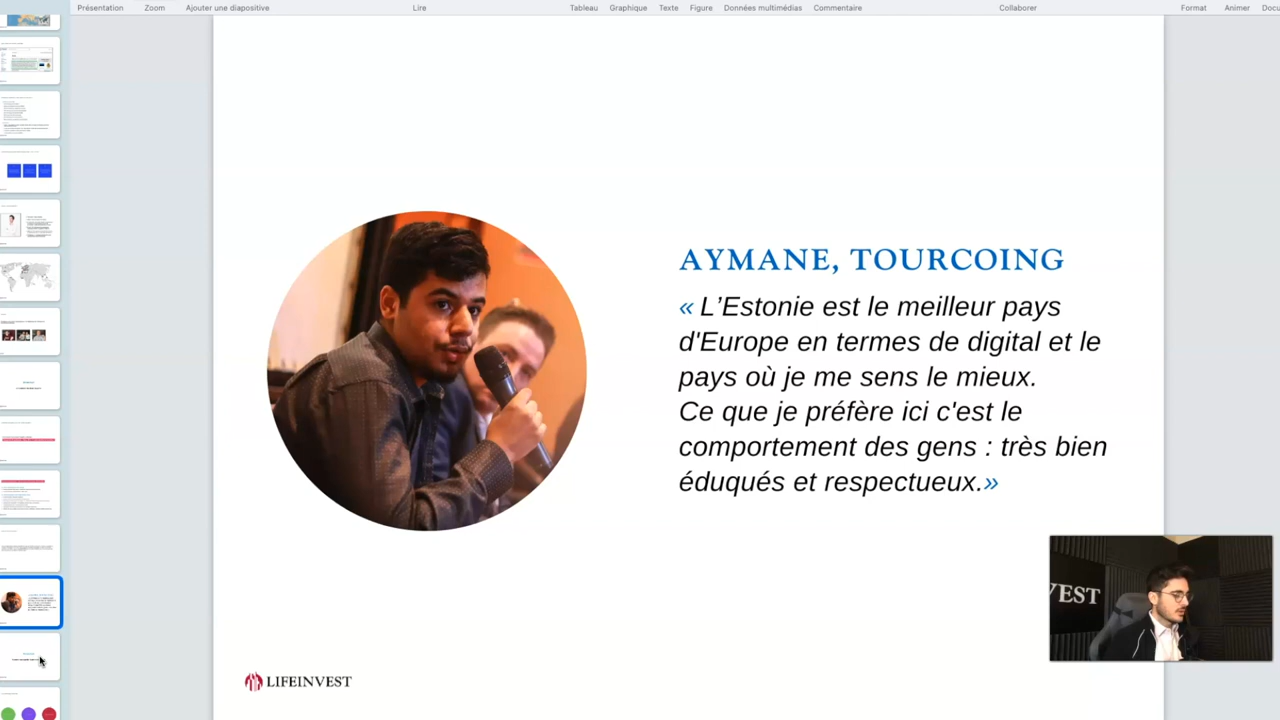 Présentation Zoom Ajouter une diapositive Lire Tableau Graphique Texte Figure Données multimédias Commentaire Collaborer Format Animer
AYMANE, TOURCOING
« L’Estonie est le meilleur pays
d'Europe en termes de digital et le
pays où je me sens le mieux.
Ce que je préfère ici c'est le
comportement des gens : très bien
éduqués et respectueux.»
VEST
LIFEINVEST